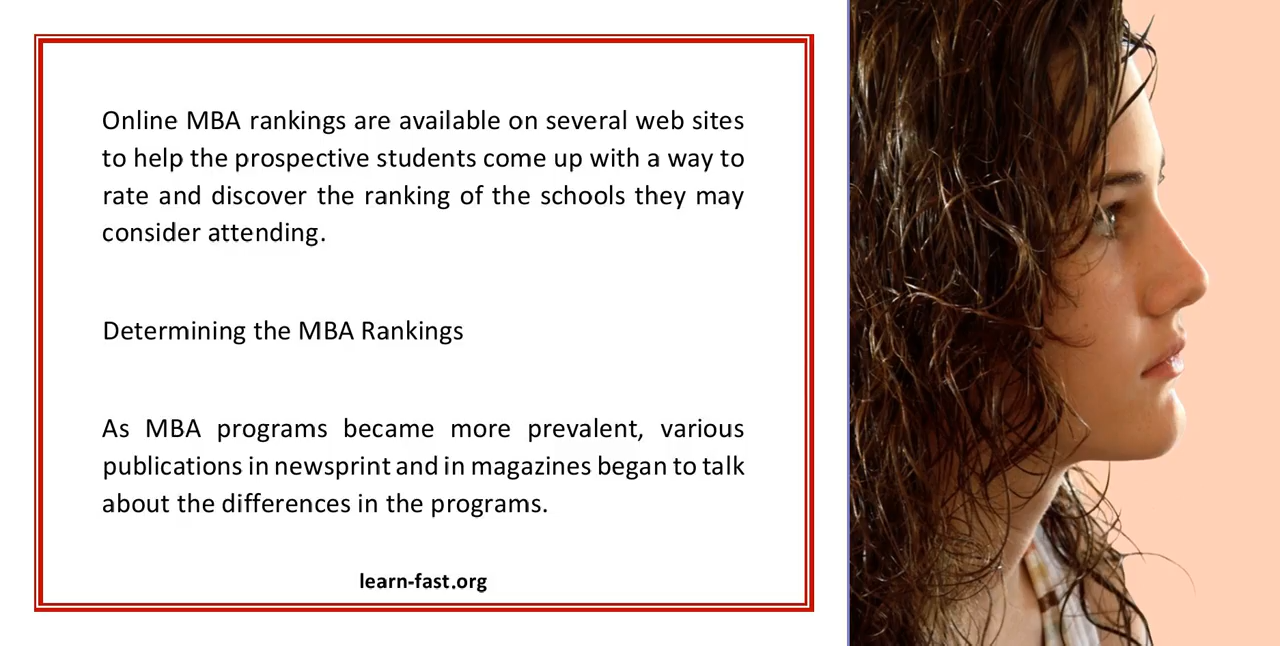 Online MBA rankings are available on several web sites
to help the prospective students come up with a way to
rate and discover the ranking of the schools they may
consider attending.
Determining the MBA Rankings
As MBA programs became more prevalent, various
publications in newsprint and in magazines began to talk
about the differences in the programs.
learn-fast.org